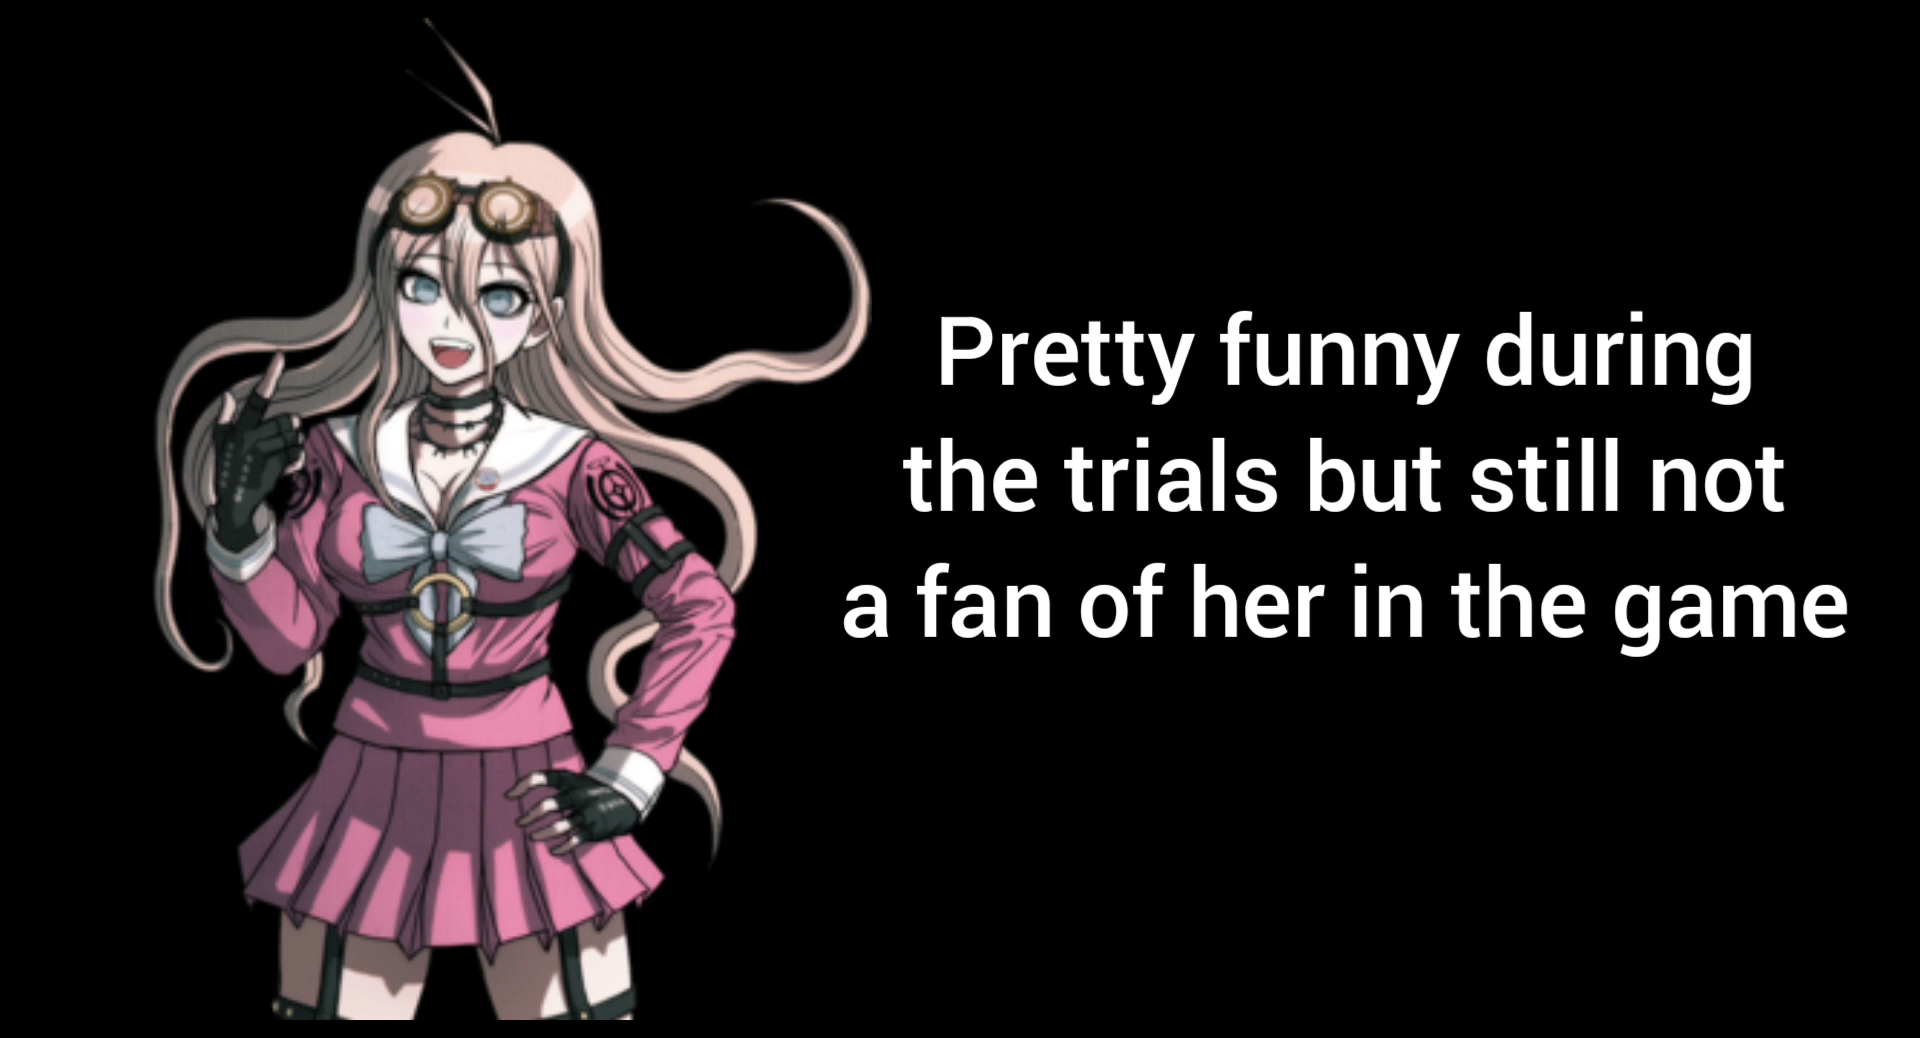 Pretty funny during
the trials but still not
a fan of her in the game